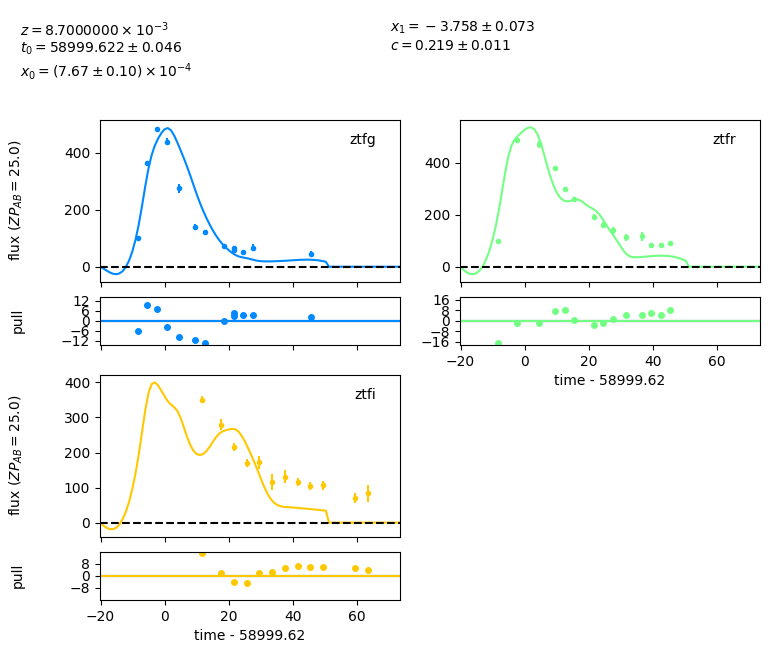 z = 8.7000000 × 10⁻³
t₀ = 58999.622 ± 0.046
x₀ = (7.67 ± 0.10) × 10⁻⁴
x₁ = −3.758 ± 0.073
c = 0.219 ± 0.011
ztfg
flux (ZP_AB = 25.0)
400
200
0
pull
12
6
0
−6
−12
ztfr
400
200
0
16
8
0
−8
−16
−20 0 20 40 60
time - 58999.62
ztfi
flux (ZP_AB = 25.0)
400
300
200
100
0
pull
8
0
−8
−20 0 20 40 60
time - 58999.62